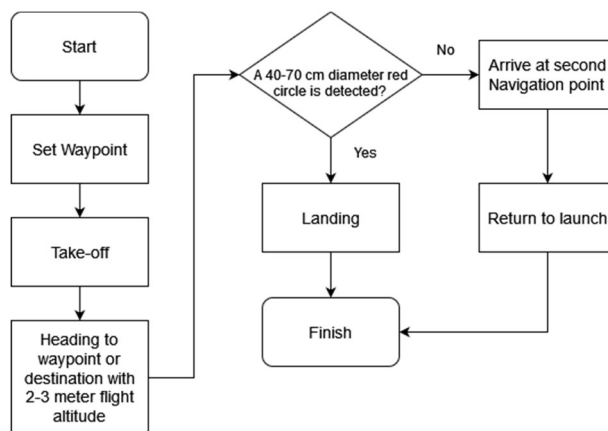 Start
Set Waypoint
Take-off
Heading to
waypoint or
destination with
2-3 meter flight
altitude
A 40-70 cm diameter red
circle is detected?
No
Yes
Landing
Finish
Arrive at second
Navigation point
Return to launch